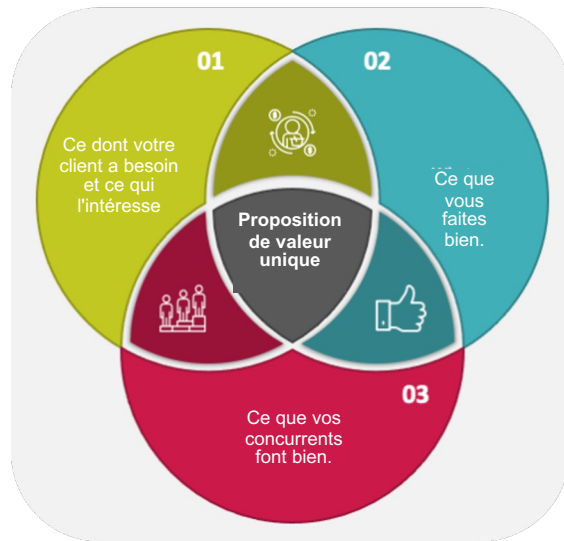 01
02
Ce dont votre
client a besoin
et ce qui
l'intéresse
Ce que
vous
faites
bien.
Proposition
de valeur
unique
03
Ce que vos
concurrents
font bien.